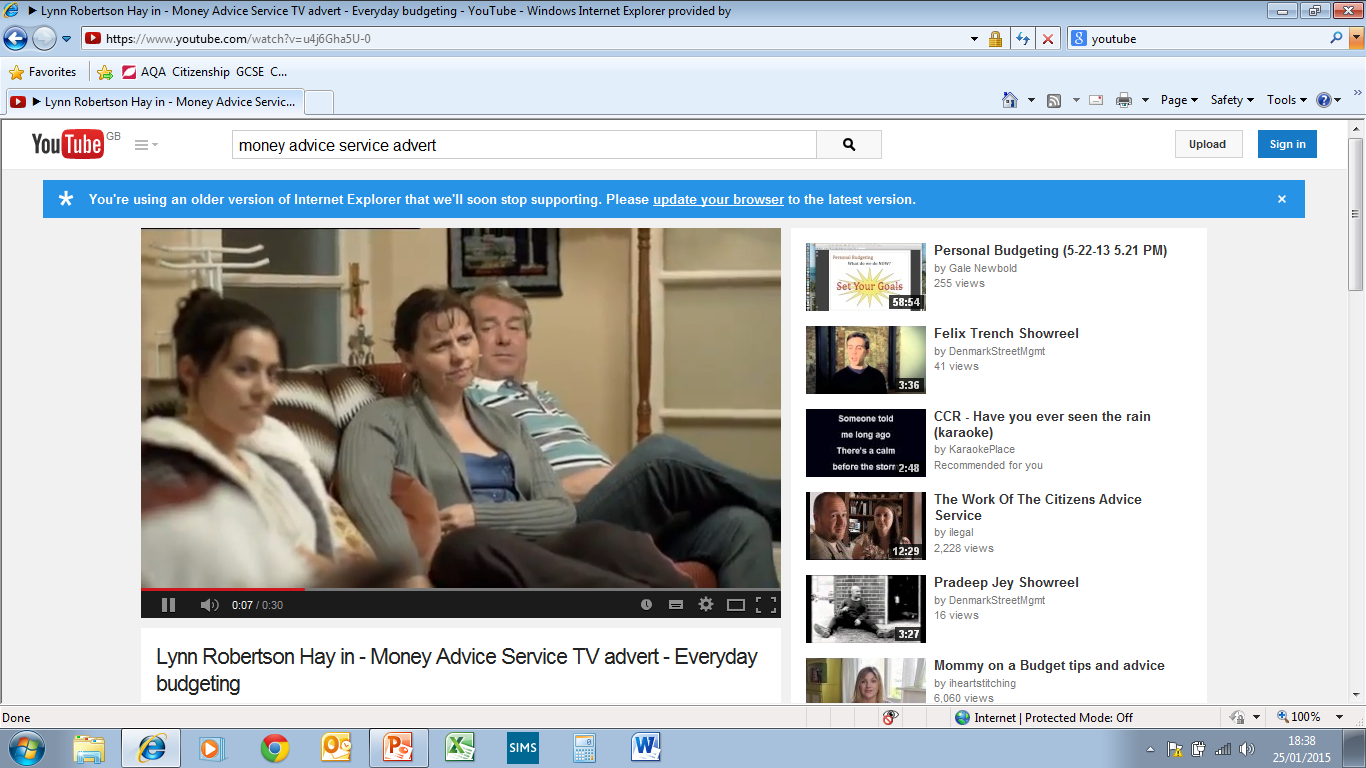 ▶ Lynn Robertson Hay in - Money Advice Service TV advert - Everyday budgeting - YouTube - Windows Internet Explorer provided by
https://www.youtube.com/watch?v=u4j6Gha5U-0
youtube
Favorites
AQA Citizenship GCSE C...
▶ Lynn Robertson Hay in - Money Advice Servic...
Page
Safety
Tools
YouTube GB
money advice service advert
Upload
Sign in
You're using an older version of Internet Explorer that we'll soon stop supporting. Please update your browser to the latest version.
Personal Budgeting
What do we do NOW?
Set Your Goals
58:54
Personal Budgeting (5-22-13 5.21 PM)
by Gale Newbold
255 views
3:36
Felix Trench Showreel
by DenmarkStreetMgmt
41 views
Someone told
me long ago
There's a calm
before the storm
2:48
CCR - Have you ever seen the rain
(karaoke)
by KaraokePlace
Recommended for you
12:29
The Work Of The Citizens Advice
Service
by ilegal
2,228 views
3:27
Pradeep Jey Showreel
by DenmarkStreetMgmt
16 views
Mommy on a Budget tips and advice
by iheartstitching
6,060 views
0:07 / 0:30
Lynn Robertson Hay in - Money Advice Service TV advert - Everyday
budgeting
Done
Internet | Protected Mode: Off
100%
SIMS
18:38
25/01/2015